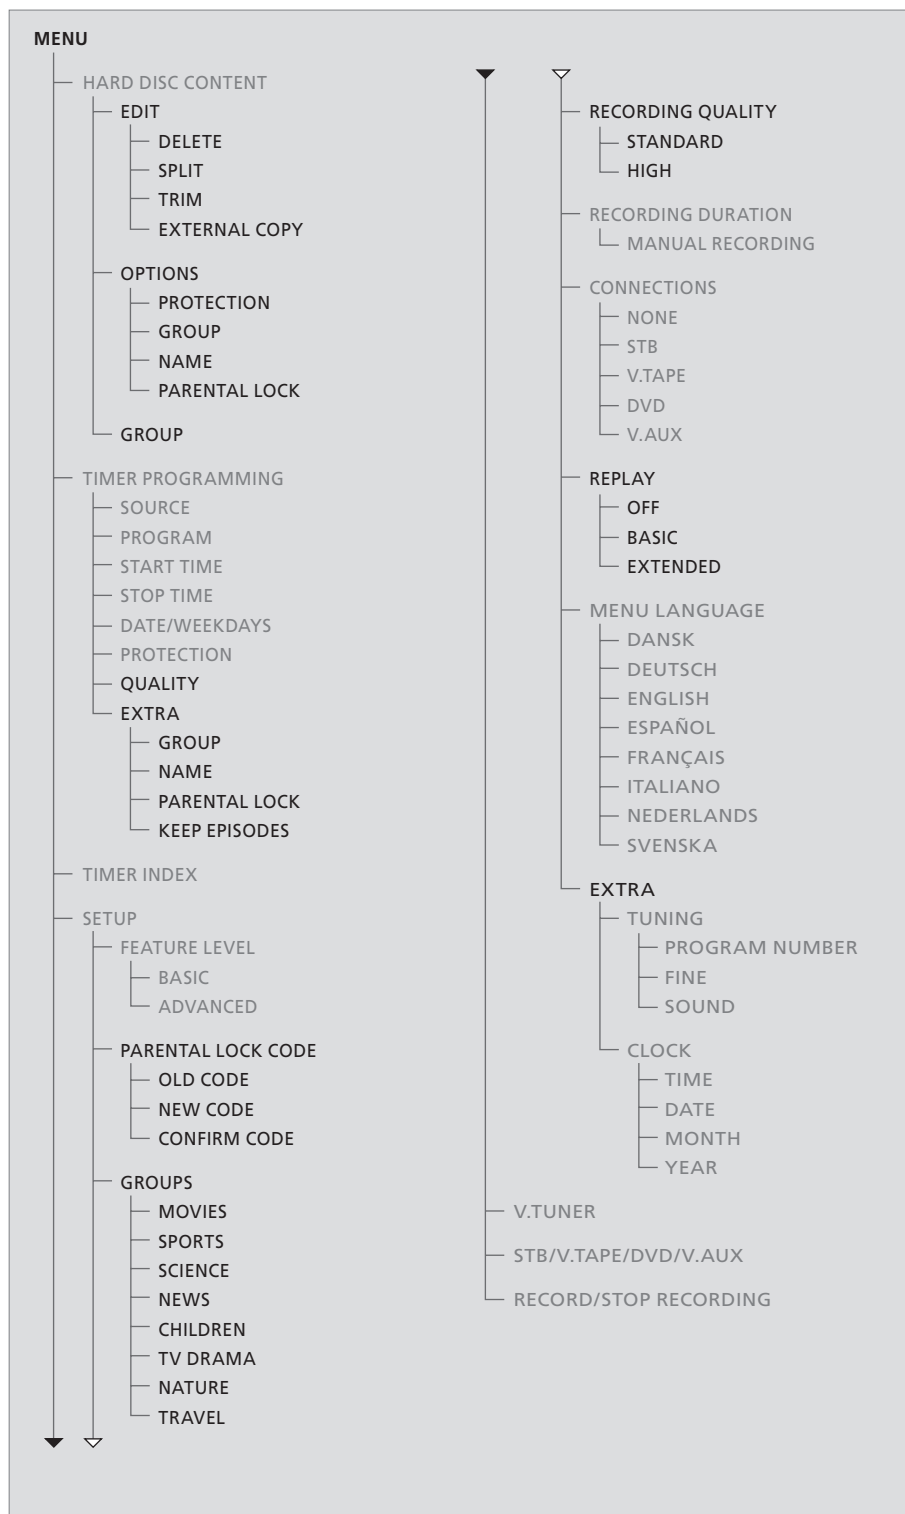 MENU
HARD DISC CONTENT
EDIT
DELETE
SPLIT
TRIM
EXTERNAL COPY
OPTIONS
PROTECTION
GROUP
NAME
PARENTAL LOCK
GROUP
TIMER PROGRAMMING
SOURCE
PROGRAM
START TIME
STOP TIME
DATE/WEEKDAYS
PROTECTION
QUALITY
EXTRA
GROUP
NAME
PARENTAL LOCK
KEEP EPISODES
TIMER INDEX
SETUP
FEATURE LEVEL
BASIC
ADVANCED
PARENTAL LOCK CODE
OLD CODE
NEW CODE
CONFIRM CODE
GROUPS
MOVIES
SPORTS
SCIENCE
NEWS
CHILDREN
TV DRAMA
NATURE
TRAVEL
RECORDING QUALITY
STANDARD
HIGH
RECORDING DURATION
MANUAL RECORDING
CONNECTIONS
NONE
STB
V.TAPE
DVD
V.AUX
REPLAY
OFF
BASIC
EXTENDED
MENU LANGUAGE
DANSK
DEUTSCH
ENGLISH
ESPAÑOL
FRANÇAIS
ITALIANO
NEDERLANDS
SVENSKA
EXTRA
TUNING
PROGRAM NUMBER
FINE
SOUND
CLOCK
TIME
DATE
MONTH
YEAR
V.TUNER
STB/V.TAPE/DVD/V.AUX
RECORD/STOP RECORDING